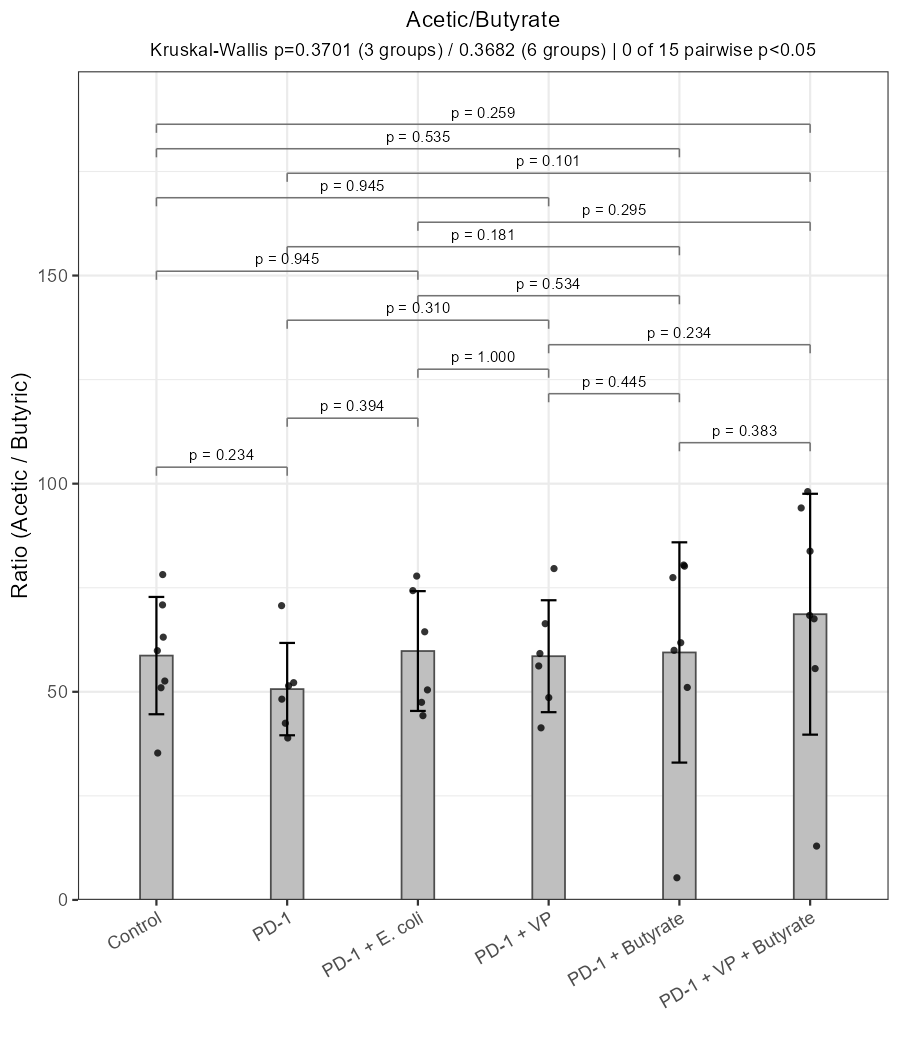 Acetic/Butyrate
Kruskal-Wallis p=0.3701 (3 groups) / 0.3682 (6 groups) | 0 of 15 pairwise p<0.05
p = 0.259
p = 0.535
p = 0.101
p = 0.945
p = 0.295
p = 0.181
p = 0.945
p = 0.534
p = 0.310
p = 0.234
p = 1.000
p = 0.445
p = 0.394
p = 0.383
p = 0.234
Ratio (Acetic / Butyric)
150
100
50
0
Control
PD-1
PD-1 + E. coli
PD-1 + VP
PD-1 + Butyrate
PD-1 + VP + Butyrate